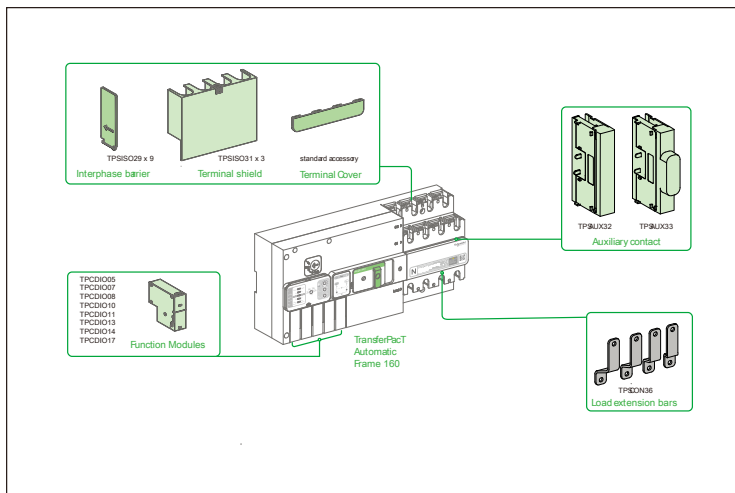 TPSISO29 x 9
TPSISO31 x 3
standard accessory
Interphase barrier
Terminal shield
Terminal Cover
TPSAUX32
TPSAUX33
Auxiliary contact
TPCDIO05
TPCDIO07
TPCDIO08
TPCDIO10
TPCDIO11
TPCDIO13
TPCDIO14
TPCDIO17
Function Modules
TransferPacT
Automatic
Frame 160
N
TPSCON36
Load extension bars